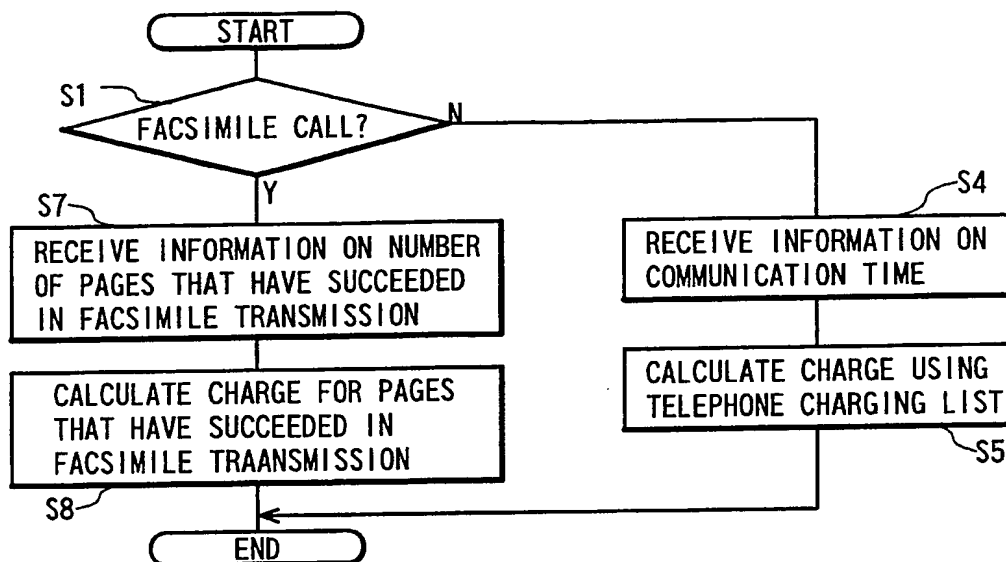 START
S1
FACSIMILE CALL?
N
Y
S7
RECEIVE INFORMATION ON NUMBER
OF PAGES THAT HAVE SUCCEEDED
IN FACSIMILE TRANSMISSION
S4
RECEIVE INFORMATION ON
COMMUNICATION TIME
CALCULATE CHARGE FOR PAGES
THAT HAVE SUCCEEDED IN
FACSIMILE TRAANSMISSION
S8
CALCULATE CHARGE USING
TELEPHONE CHARGING LIST
S5
END